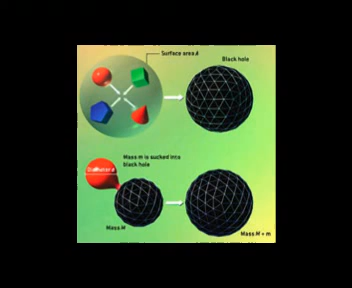 Surface area A
Black hole
Mass m is sucked into
black hole
Mass M
Mass M + m